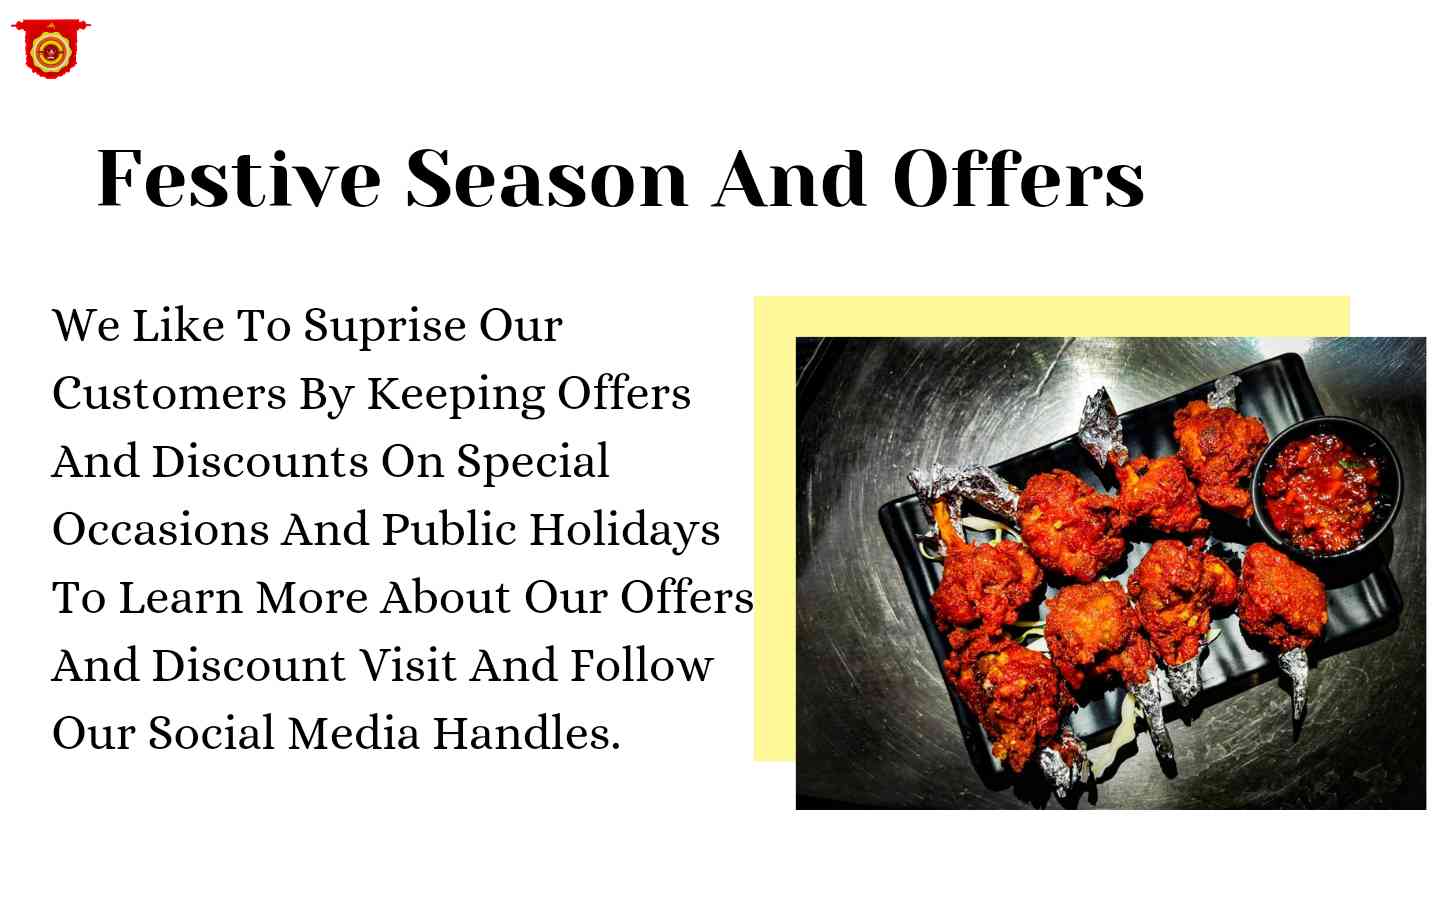 Festive Season And Offers
We Like To Suprise Our
Customers By Keeping Offers
And Discounts On Special
Occasions And Public Holidays
To Learn More About Our Offers
And Discount Visit And Follow
Our Social Media Handles.